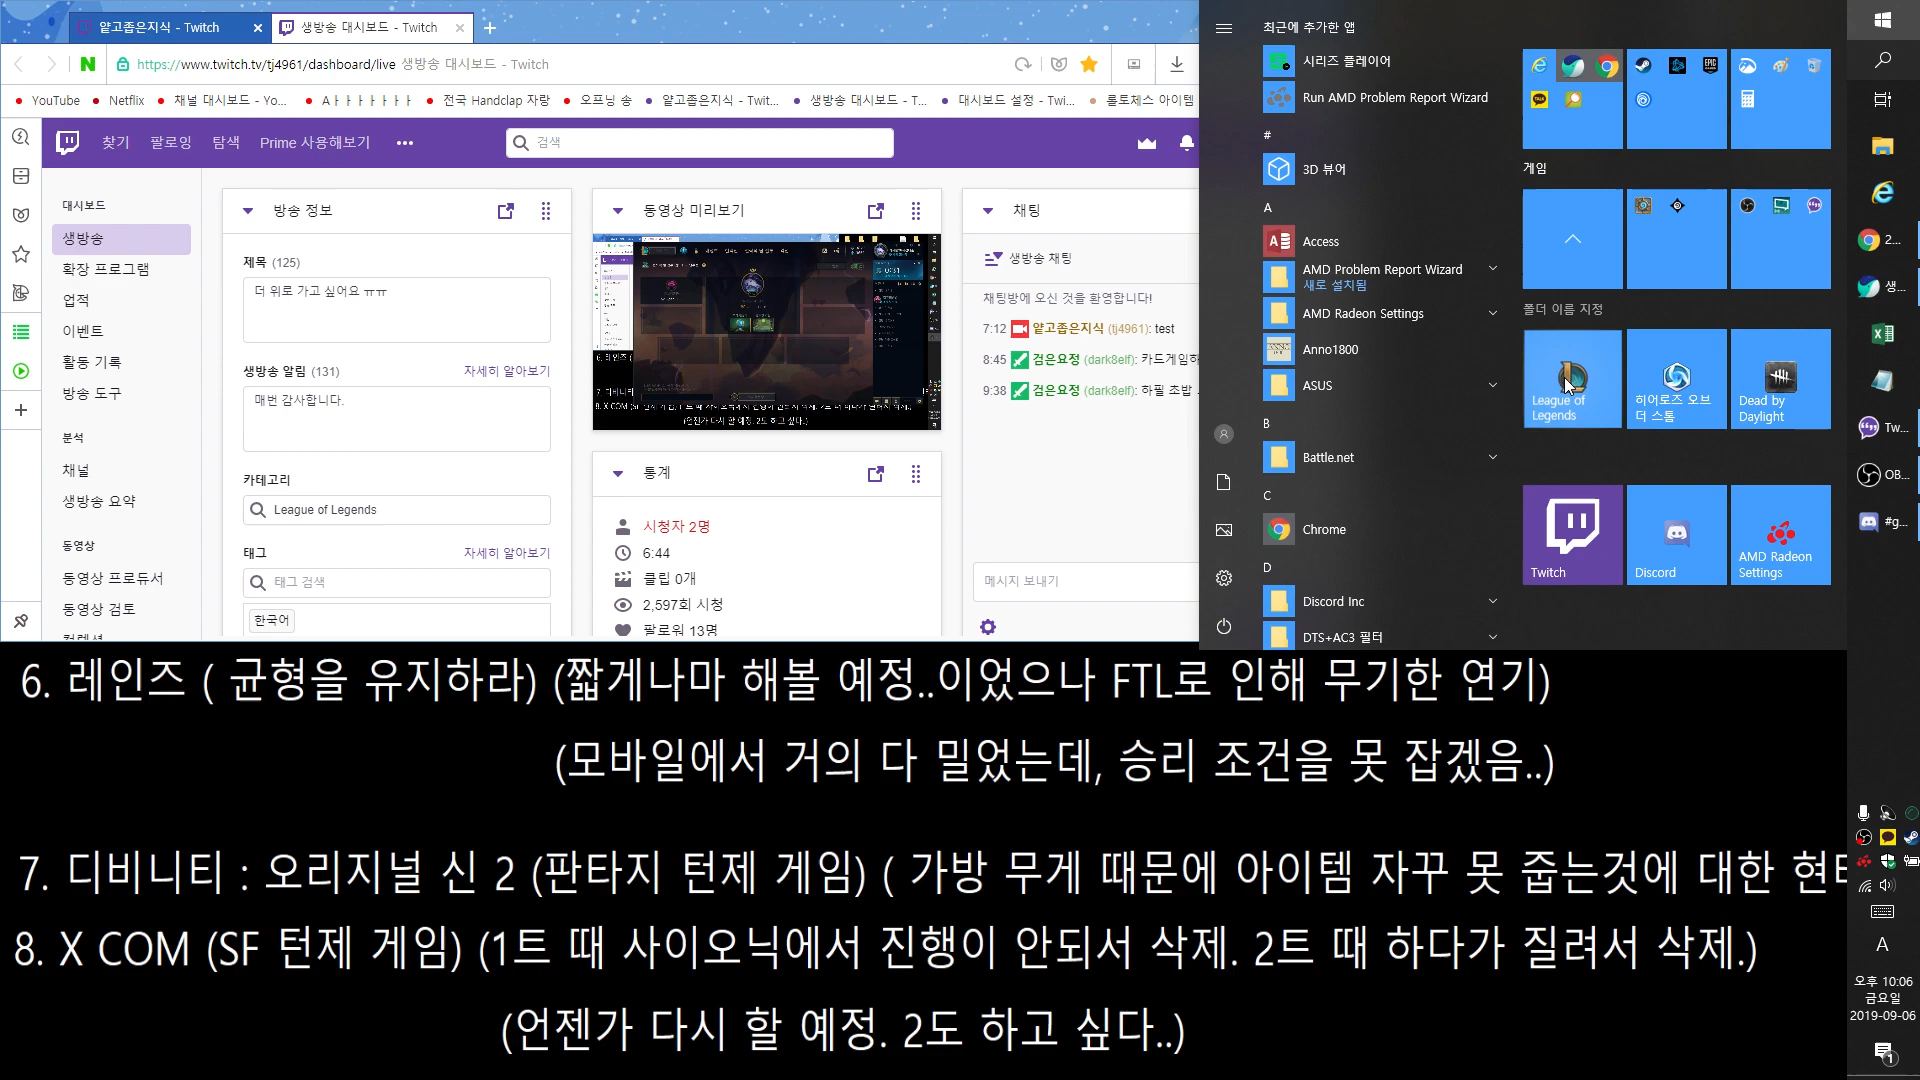 얕고좁은지식 - Twitch
생방송 대시보드 - Twitch
https://www.twitch.tv/tj4961/dashboard/live 생방송 대시보드 - Twitch
YouTube
Netflix
채널 대시보드 - Yo...
Aㅏㅏㅏㅏㅏㅏㅏ
전국 Handclap 자랑
오프닝 송
얕고좁은지식 - Twit...
생방송 대시보드 - T...
대시보드 설정 - Twi...
롤토체스 아이템
찾기
팔로잉
탐색
Prime 사용해보기
검색
대시보드
생방송
확장 프로그램
업적
이벤트
활동 기록
방송 도구
분석
채널
생방송 요약
동영상
동영상 프로듀서
동영상 검토
컬렉션
방송 정보
제목 (125)
더 위로 가고 싶어요 ㅠㅠ
생방송 알림 (131)
자세히 알아보기
매번 감사합니다.
카테고리
League of Legends
태그
자세히 알아보기
태그 검색
한국어
동영상 미리보기
통계
시청자 2명
6:44
클립 0개
2,597회 시청
팔로워 13명
채팅
생방송 채팅
채팅방에 오신 것을 환영합니다!
7:12 얕고좁은지식 (tj4961): test
8:45 검은요정 (dark8elf): 카드게임하
9:38 검은요정 (dark8elf): 하필 초밥
메시지 보내기
최근에 추가한 앱
시리즈 플레이어
Run AMD Problem Report Wizard
#
3D 뷰어
A
Access
AMD Problem Report Wizard
새로 설치됨
AMD Radeon Settings
Anno1800
ASUS
B
Battle.net
C
Chrome
D
Discord Inc
DTS+AC3 필터
게임
폴더 이름 지정
League of Legends
히어로즈 오브 더 스톰
Dead by Daylight
Twitch
Discord
AMD Radeon Settings
2...
생...
Tw...
OB...
#g...
A
오후 10:06
금요일
2019-09-06
1
6. 레인즈 ( 균형을 유지하라) (짧게나마 해볼 예정..이었으나 FTL로 인해 무기한 연기)
(모바일에서 거의 다 밀었는데, 승리 조건을 못 잡겠음..)
7. 디비니티 : 오리지널 신 2 (판타지 턴제 게임) ( 가방 무게 때문에 아이템 자꾸 못 줍는것에 대한 현타
8. X COM (SF 턴제 게임) (1트 때 사이오닉에서 진행이 안되서 삭제. 2트 때 하다가 질려서 삭제.)
(언젠가 다시 할 예정. 2도 하고 싶다..)